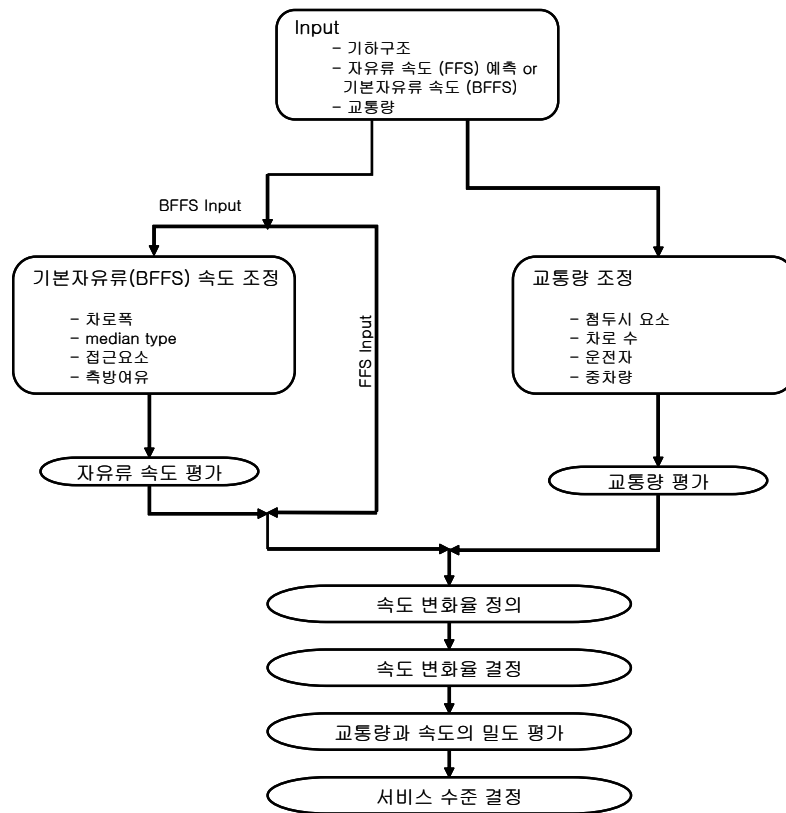 Input
- 기하구조
- 자유류 속도 (FFS) 예측 or
기본자유류 속도 (BFFS)
- 교통량
BFFS Input
FFS Input
기본자유류(BFFS) 속도 조정
- 차로폭
- median type
- 접근요소
- 측방여유
교통량 조정
- 첨두시 요소
- 차로 수
- 운전자
- 중차량
자유류 속도 평가
교통량 평가
속도 변화율 정의
속도 변화율 결정
교통량과 속도의 밀도 평가
서비스 수준 결정